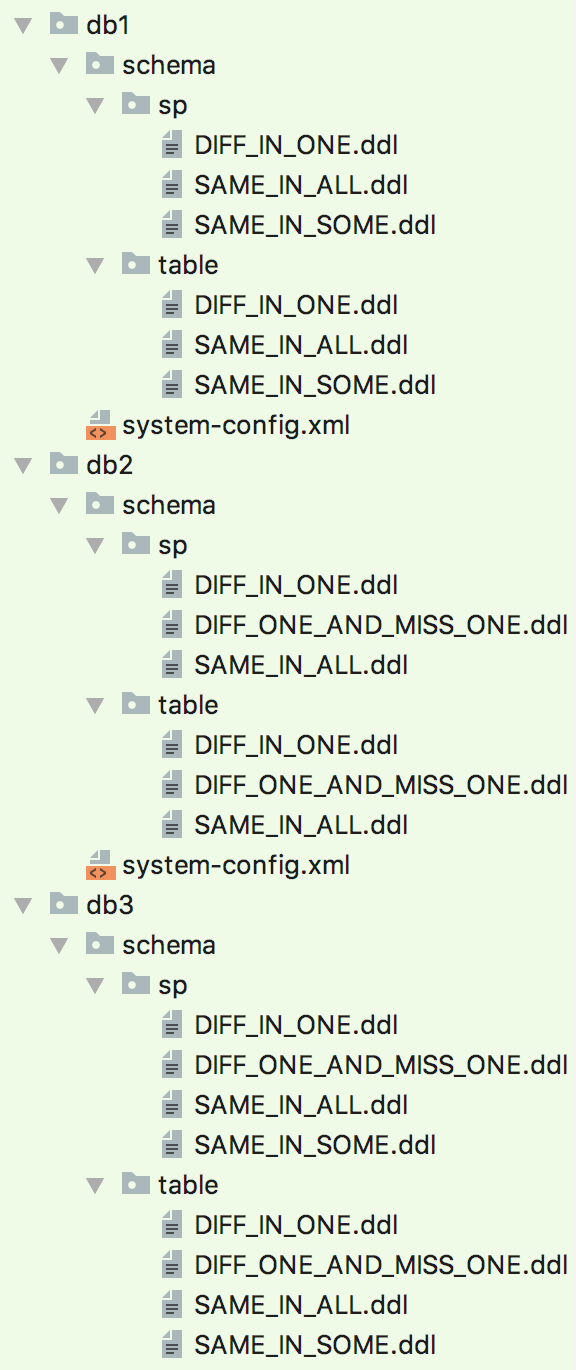 db1
schema
sp
DIFF_IN_ONE.ddl
SAME_IN_ALL.ddl
SAME_IN_SOME.ddl
table
DIFF_IN_ONE.ddl
SAME_IN_ALL.ddl
SAME_IN_SOME.ddl
system-config.xml
db2
schema
sp
DIFF_IN_ONE.ddl
DIFF_ONE_AND_MISS_ONE.ddl
SAME_IN_ALL.ddl
table
DIFF_IN_ONE.ddl
DIFF_ONE_AND_MISS_ONE.ddl
SAME_IN_ALL.ddl
system-config.xml
db3
schema
sp
DIFF_IN_ONE.ddl
DIFF_ONE_AND_MISS_ONE.ddl
SAME_IN_ALL.ddl
SAME_IN_SOME.ddl
table
DIFF_IN_ONE.ddl
DIFF_ONE_AND_MISS_ONE.ddl
SAME_IN_ALL.ddl
SAME_IN_SOME.ddl